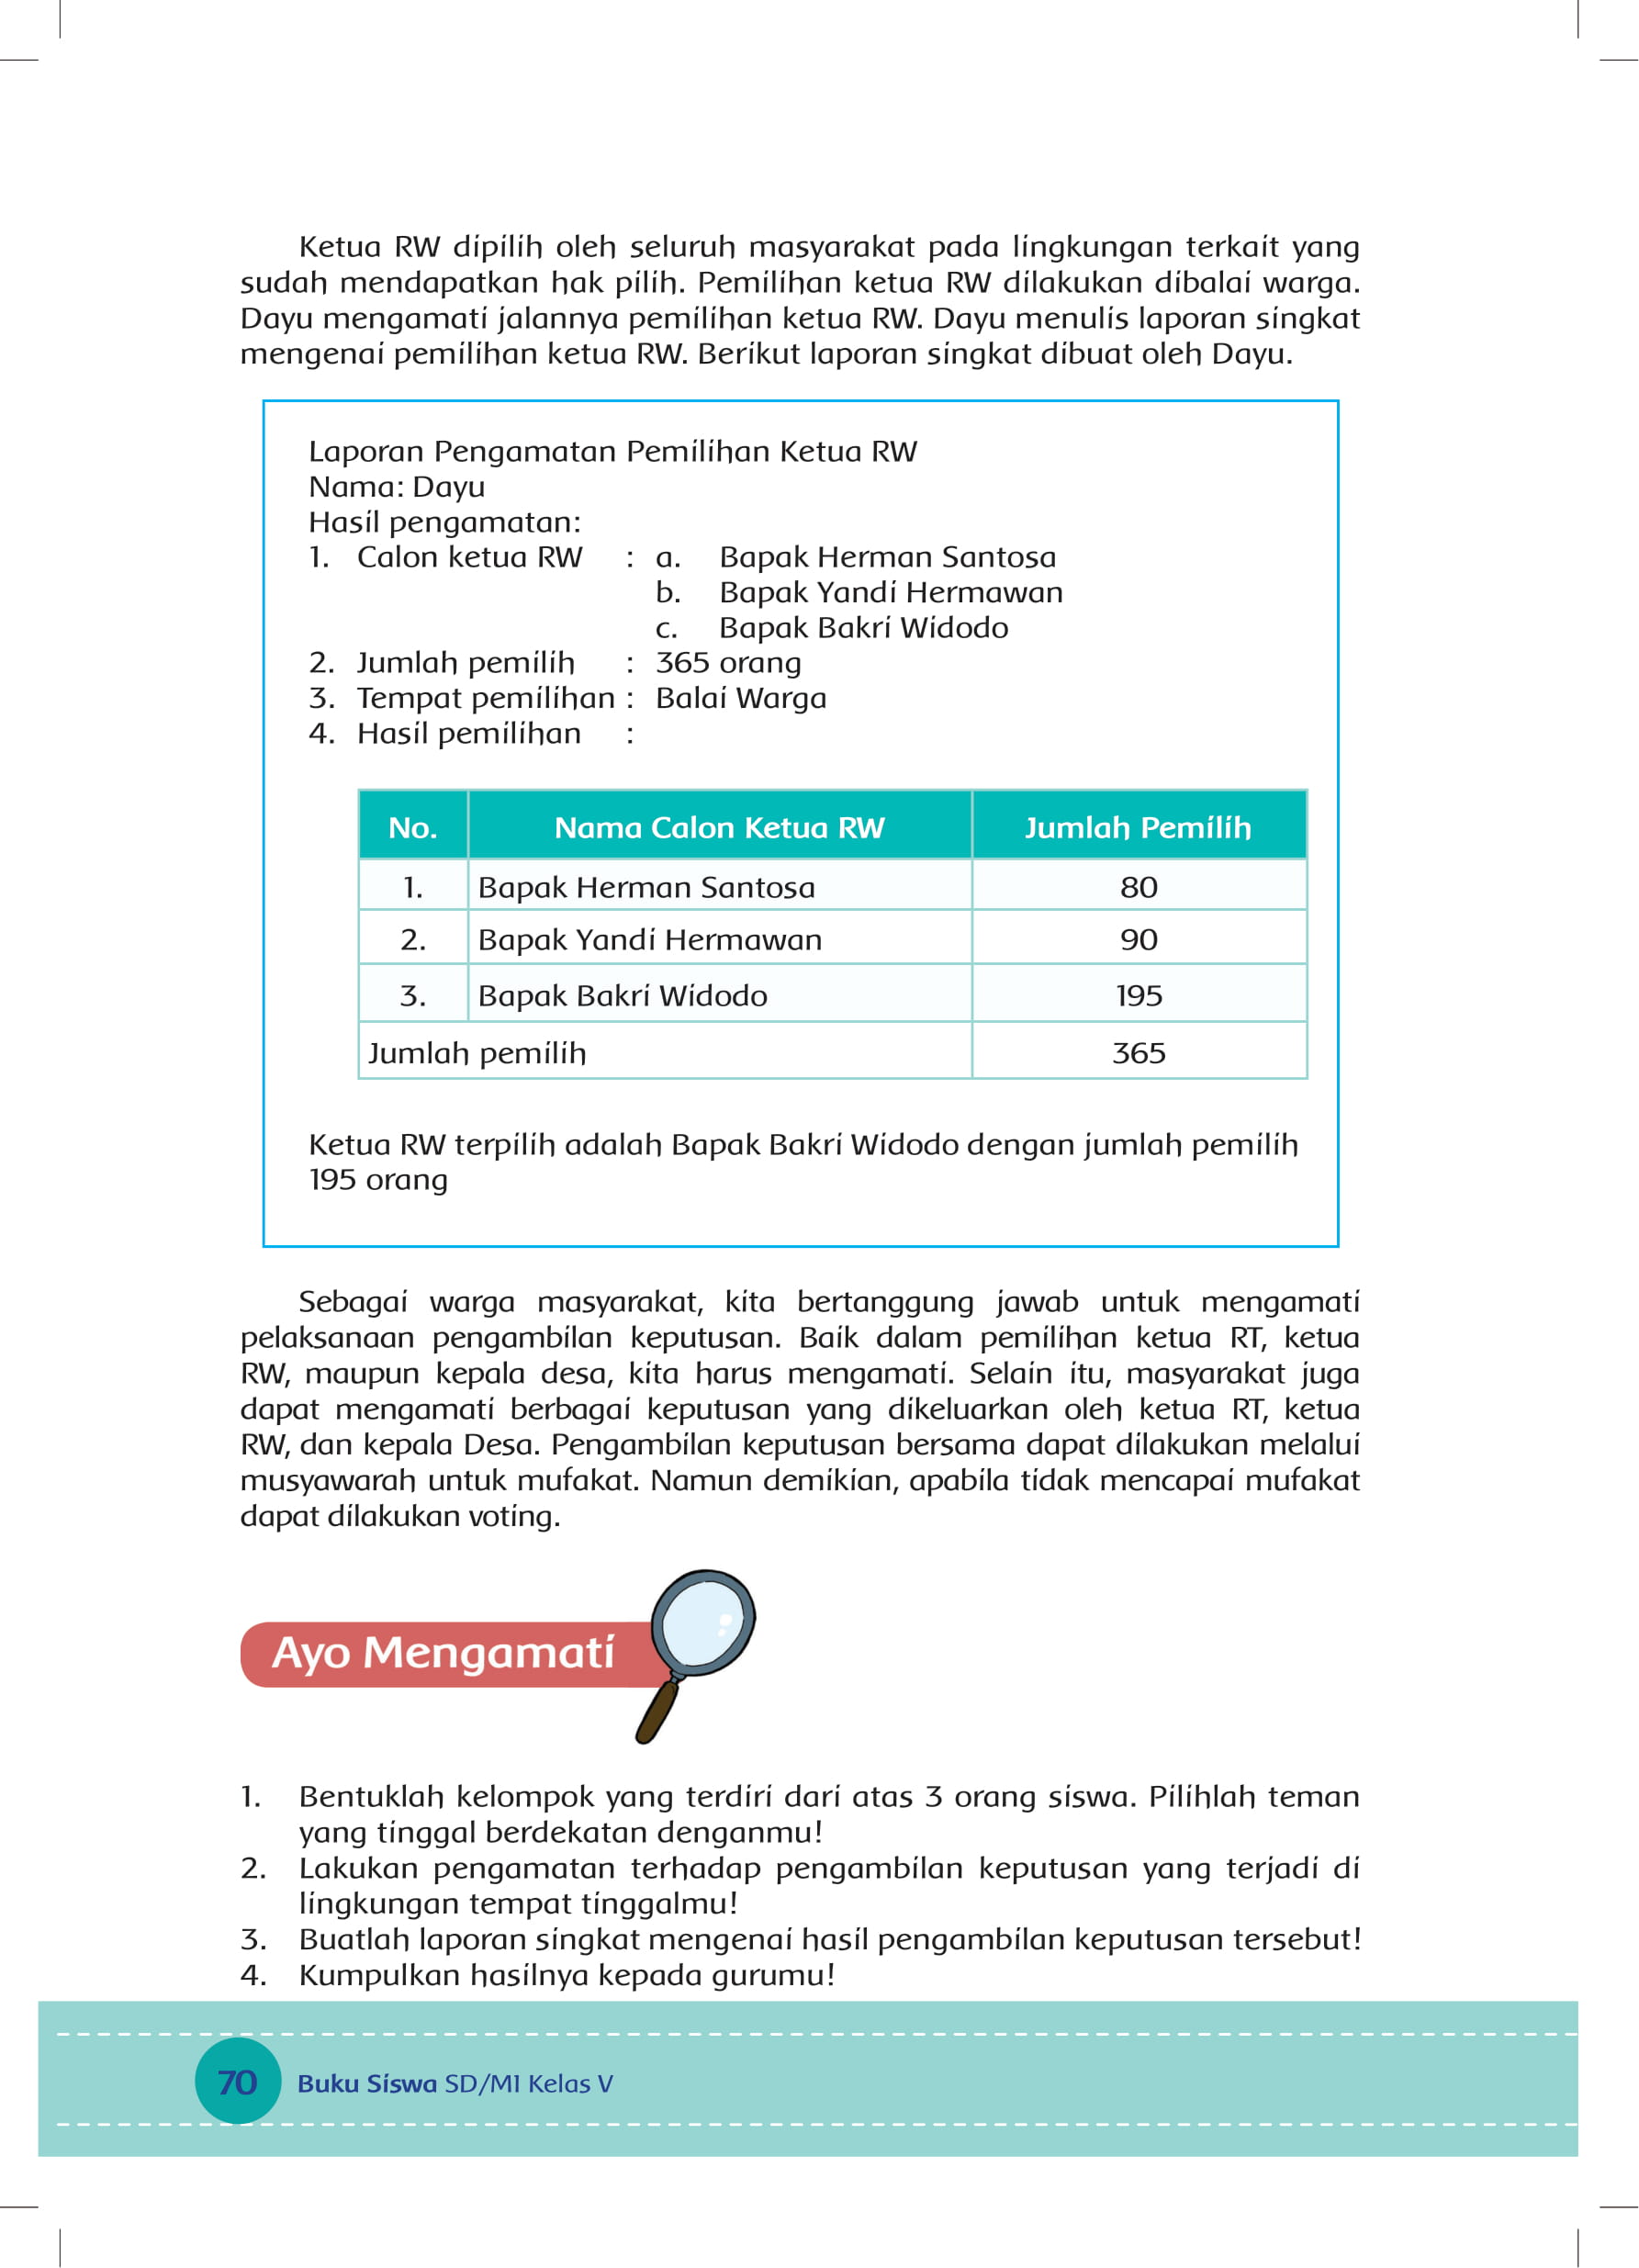 Ketua RW dipilih oleh seluruh masyarakat pada lingkungan terkait yang
sudah mendapatkan hak pilih. Pemilihan ketua RW dilakukan dibalai warga.
Dayu mengamati jalannya pemilihan ketua RW. Dayu menulis laporan singkat
mengenai pemilihan ketua RW. Berikut laporan singkat dibuat oleh Dayu.
Laporan Pengamatan Pemilihan Ketua RW
Nama: Dayu
Hasil pengamatan:
1. Calon ketua RW : a. Bapak Herman Santosa
b. Bapak Yandi Hermawan
c. Bapak Bakri Widodo
2. Jumlah pemilih : 365 orang
3. Tempat pemilihan : Balai Warga
4. Hasil pemilihan :
No. Nama Calon Ketua RW Jumlah Pemilih
1. Bapak Herman Santosa 80
2. Bapak Yandi Hermawan 90
3. Bapak Bakri Widodo 195
Jumlah pemilih 365
Ketua RW terpilih adalah Bapak Bakri Widodo dengan jumlah pemilih
195 orang
Sebagai warga masyarakat, kita bertanggung jawab untuk mengamati
pelaksanaan pengambilan keputusan. Baik dalam pemilihan ketua RT, ketua
RW, maupun kepala desa, kita harus mengamati. Selain itu, masyarakat juga
dapat mengamati berbagai keputusan yang dikeluarkan oleh ketua RT, ketua
RW, dan kepala Desa. Pengambilan keputusan bersama dapat dilakukan melalui
musyawarah untuk mufakat. Namun demikian, apabila tidak mencapai mufakat
dapat dilakukan voting.
Ayo Mengamati
1. Bentuklah kelompok yang terdiri dari atas 3 orang siswa. Pilihlah teman
yang tinggal berdekatan denganmu!
2. Lakukan pengamatan terhadap pengambilan keputusan yang terjadi di
lingkungan tempat tinggalmu!
3. Buatlah laporan singkat mengenai hasil pengambilan keputusan tersebut!
4. Kumpulkan hasilnya kepada gurumu!
70 Buku Siswa SD/MI Kelas V